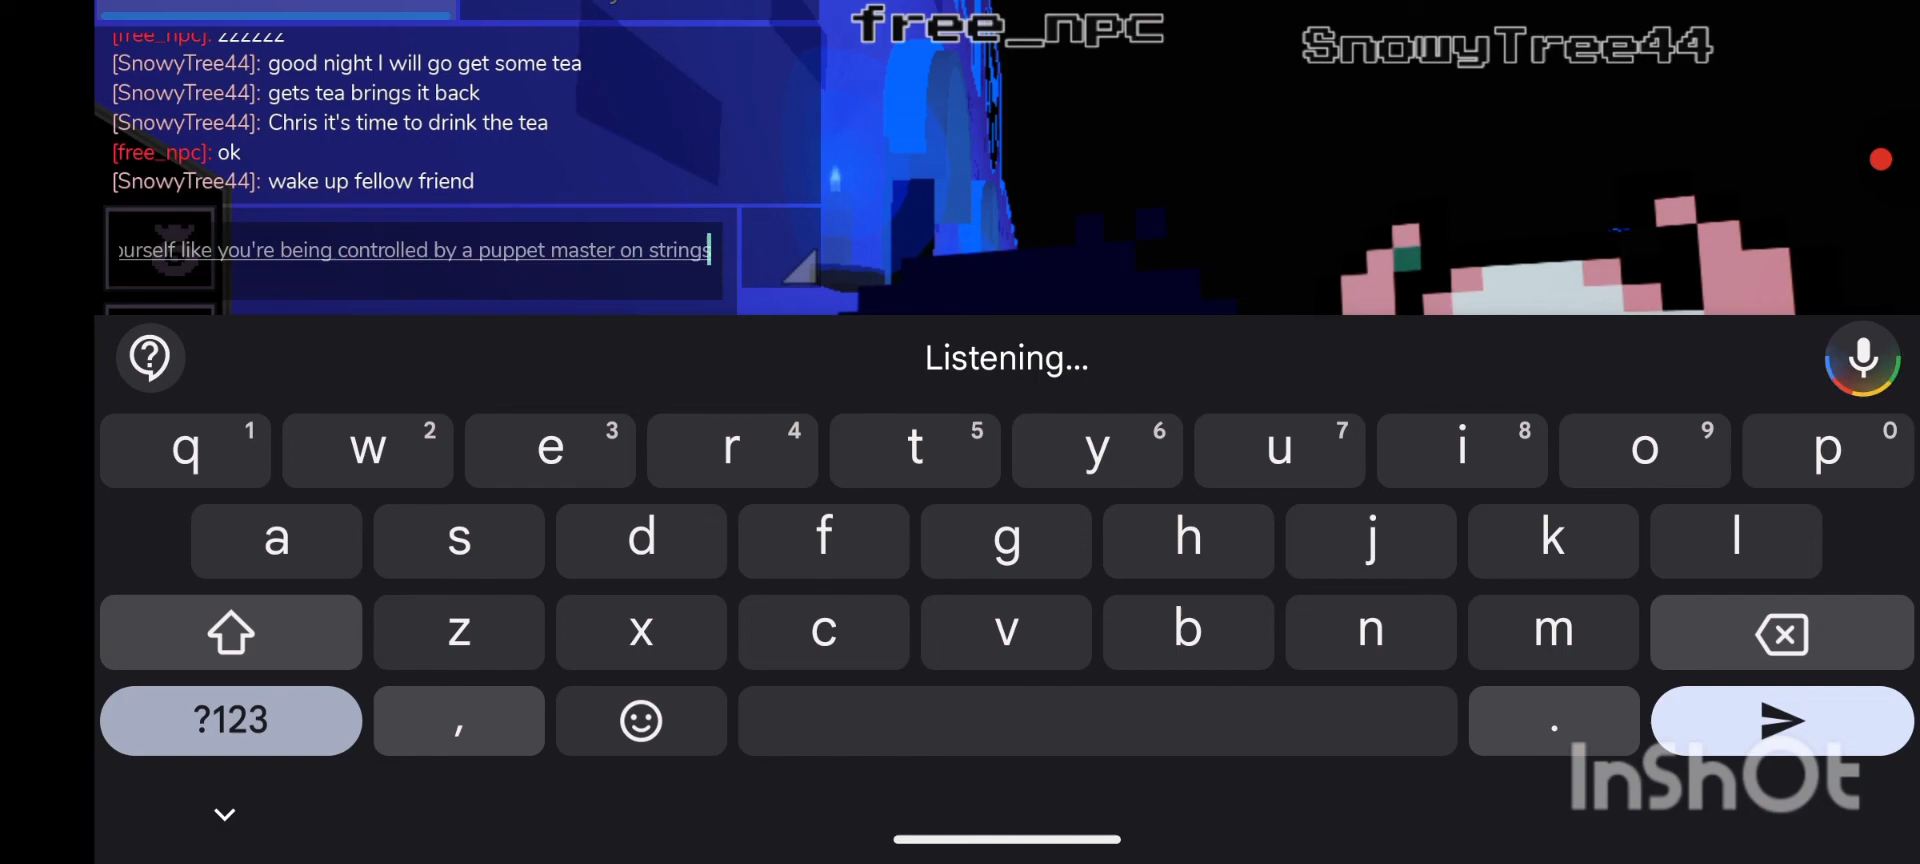 free_npc
SnowyTree44
[free_npc]: zzzzzz
[SnowyTree44]: good night I will go get some tea
[SnowyTree44]: gets tea brings it back
[SnowyTree44]: Chris it's time to drink the tea
[free_npc]: ok
[SnowyTree44]: wake up fellow friend
ourself like you're being controlled by a puppet master on strings
Listening...
q 1 w 2 e 3 r 4 t 5 y 6 u 7 i 8 o 9 p 0
a s d f g h j k l
z x c v b n m
?123 , .
InShOt